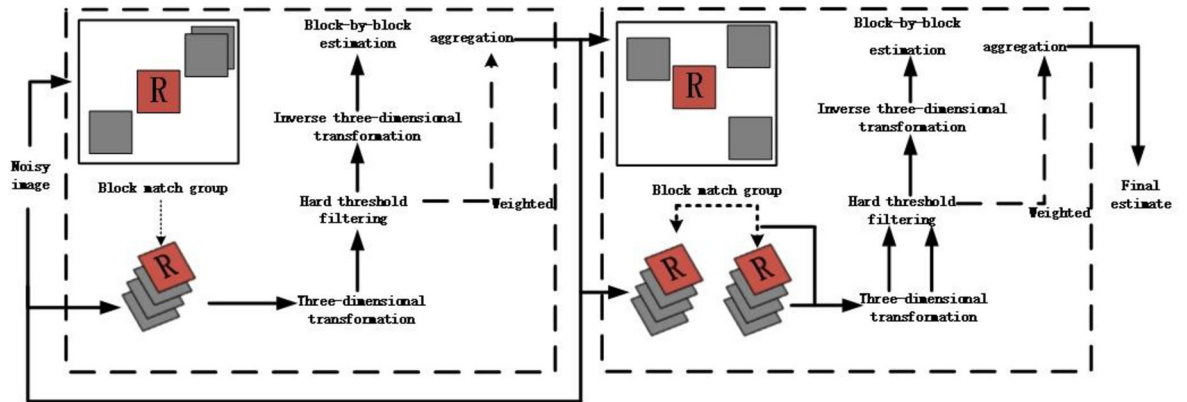 Noisy
image
R
Block match group
R
Three-dimensional
transformation
Hard threshold
filtering
Weighted
Inverse three-dimensional
transformation
Block-by-block
estimation
aggregation
R
Block match group
R
R
Three-dimensional
transformation
Hard threshold
filtering
Weighted
Inverse three-dimensional
transformation
Block-by-block
estimation
aggregation
Final
estimate